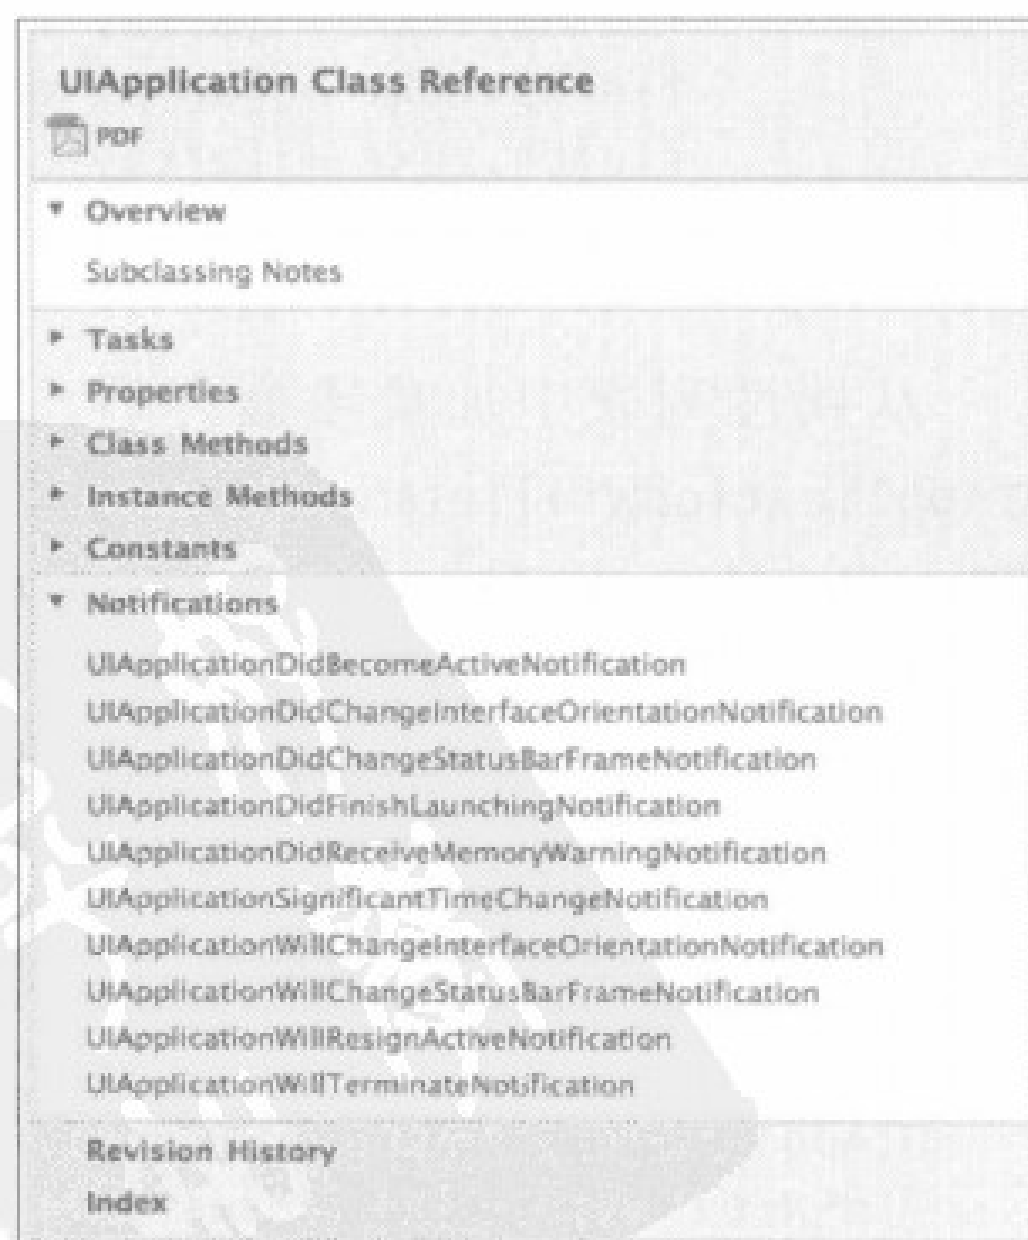 UIApplication Class Reference
PDF
Overview
Subclassing Notes
Tasks
Properties
Class Methods
Instance Methods
Constants
Notifications
UIApplicationDidBecomeActiveNotification
UIApplicationDidChangeInterfaceOrientationNotification
UIApplicationDidChangeStatusBarFrameNotification
UIApplicationDidFinishLaunchingNotification
UIApplicationDidReceiveMemoryWarningNotification
UIApplicationSignificantTimeChangeNotification
UIApplicationWillChangeInterfaceOrientationNotification
UIApplicationWillChangeStatusBarFrameNotification
UIApplicationWillResignActiveNotification
UIApplicationWillTerminateNotification
Revision History
Index